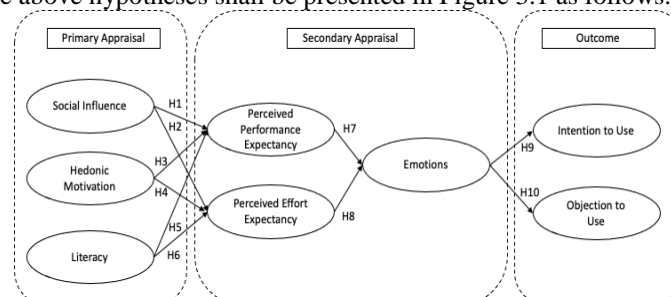 e above hypotheses shall be presented in Figure 3.1 as follows.
Primary Appraisal
Secondary Appraisal
Outcome
Social Influence
Hedonic
Motivation
Literacy
H1
H2
H3
H4
H5
H6
Perceived
Performance
Expectancy
Perceived Effort
Expectancy
H7
H8
Emotions
H9
H10
Intention to Use
Objection to
Use